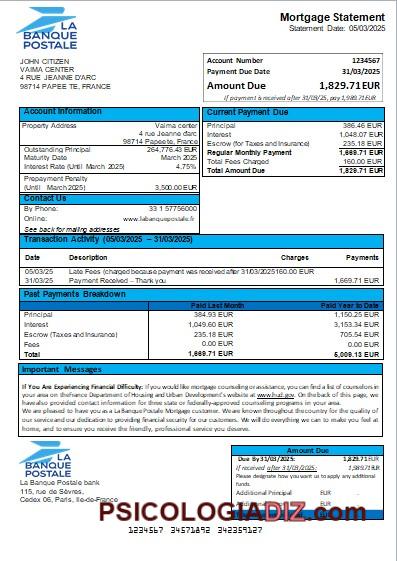 LA
BANQUE
POSTALE
Mortgage Statement
Statement Date: 05/03/2025
JOHN CITIZEN
VAIMA CENTER
4 RUE JEANNE D'ARC
98714 PAPEE TE, FRANCE
Account Number 1234567
Payment Due Date 31/03/2025
Amount Due 1,829.71EUR
If payment is received after 31/03/25, pay 1,989.71EUR
Account Information
Property Address Vaima center
4 rue Jeanne d'arc
98714 Papeete, FRANC
Outstanding Principal 264,776.43 EUR
Maturity Date March 2025
Interest Rate (Until March 2025) 4.75%
Prepayment Penalty
(Until March 2025) 3,500.00 EUR
Contact Us
By Phone: 33 1 57756000
Online: www.labanquepostale.fr
See back for mailing addresses
Current Payment Due
Principal 386.46 EUR
Interest 1,048.07 EUR
Escrow (for Taxes and Insurance) 235.18 EUR
Regular Monthly Payment 1,669.71 EUR
Total Fees Charged 160.00 EUR
Total Amount Due 1,829.71 EUR
Transaction Activity (05/03/2025 – 31/03/2025)
Date Description Charges Payments
05/03/25 Late Fees (charged because payment was received after 31/03/2025160.00 EUR
31/03/25 Payment Received – Thank you 1,669.71 EUR
Past Payments Breakdown
Paid Last Month Paid Year to Date
Principal 384.93 EUR 1,150.25 EUR
Interest 1,049.60 EUR 3,153.34 EUR
Escrow (Taxes and Insurance) 235.18 EUR 705.54 EUR
Fees 0.00 EUR 0.00 EUR
Total 1,669.71 EUR 5,009.13 EUR
Important Messages
If You Are Experiencing Financial Difficulty: If you would like mortgage counseling or assistance, you can find a list of counselors in
your area on the France Department of Housing and Urban Development's website at www.hud.gov. On the back of this page, we
have also provided contact information for three state or federally-approved counseling programs in your area.
We are pleased to have you as a La Banque Postale Mortgage customer. We are known throughout the country for the quality of
our service and our dedication to providing financial security for our customers. We will do everything we can to make you feel at
home, and to ensure you receive the friendly, professional service you deserve.
LA
BANQUE
POSTALE
La Banque Postale bank
115, rue de Sèvres,
Cedex 06, Paris, Ile-de-France
Amount Due
Due By 31/03/2025: 1,829.71 EUR
If received after 31/03/2025: 1,989.71EUR
Please designate how you want us to apply any additional
funds.
Additional Principal EUR
EUR
EUR
PSICOLOGIADIZ.com
1234567 34571892 342359127